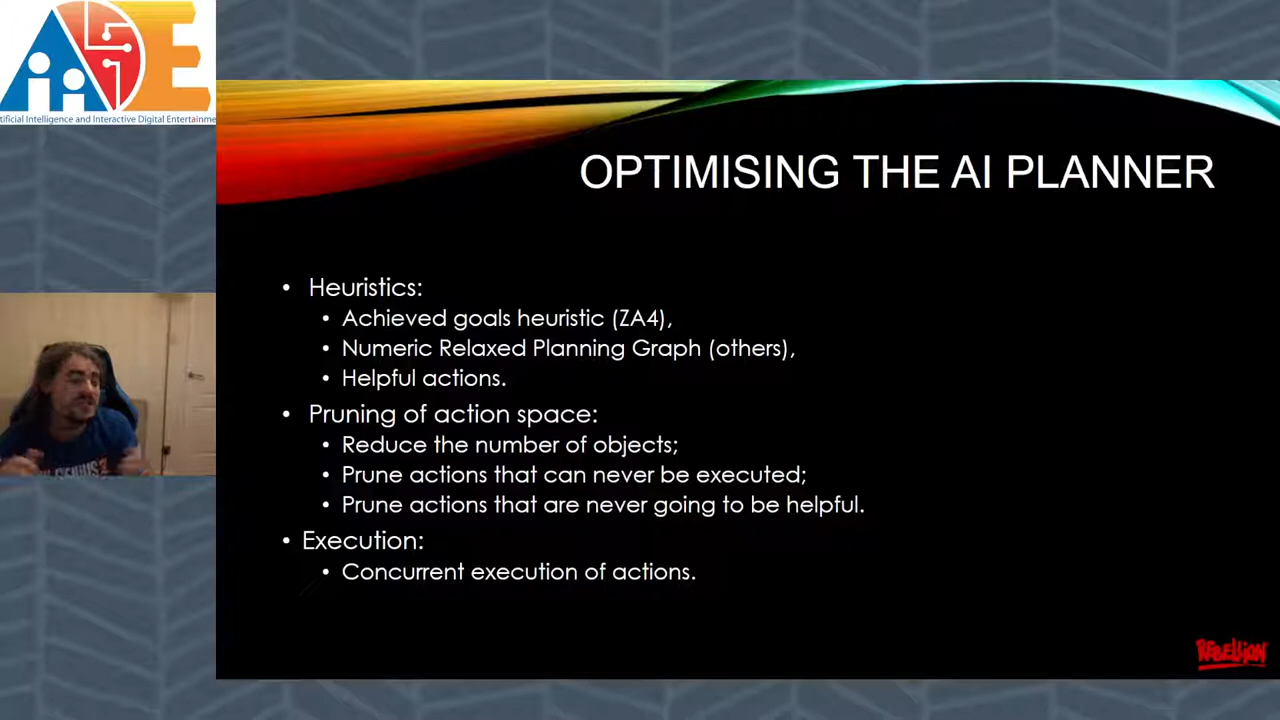 AIIDE
tificial Intelligence and Interactive Digital Entertainme
OPTIMISING THE AI PLANNER
• Heuristics:
• Achieved goals heuristic (ZA4),
• Numeric Relaxed Planning Graph (others),
• Helpful actions.
• Pruning of action space:
• Reduce the number of objects;
• Prune actions that can never be executed;
• Prune actions that are never going to be helpful.
• Execution:
• Concurrent execution of actions.
REBELLION